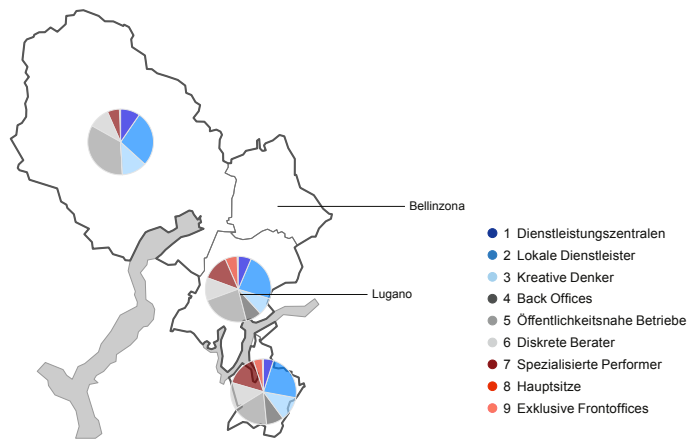 Bellinzona
Lugano
1 Dienstleistungszentralen
2 Lokale Dienstleister
3 Kreative Denker
4 Back Offices
5 Öffentlichkeitsnahe Betriebe
6 Diskrete Berater
7 Spezialisierte Performer
8 Hauptsitze
9 Exklusive Frontoffices